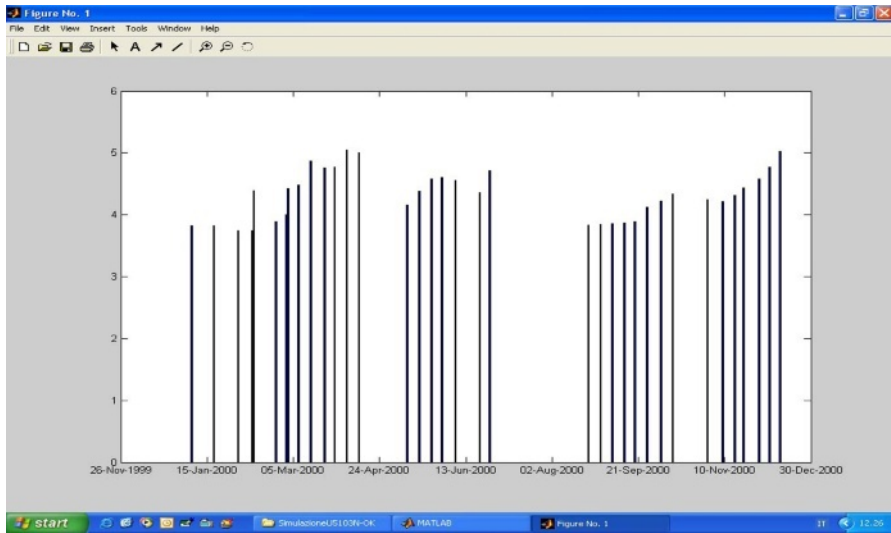 Figure No. 1
File Edit View Insert Tools Window Help
A
6
5
4
3
2
1
0
26-Nov-1999 15-Jan-2000 05-Mar-2000 24-Apr-2000 13-Jun-2000 02-Aug-2000 21-Sep-2000 10-Nov-2000 30-Dec-2000
start SimulazioneUS103N-OK MATLAB Figure No. 1 IT 12.26